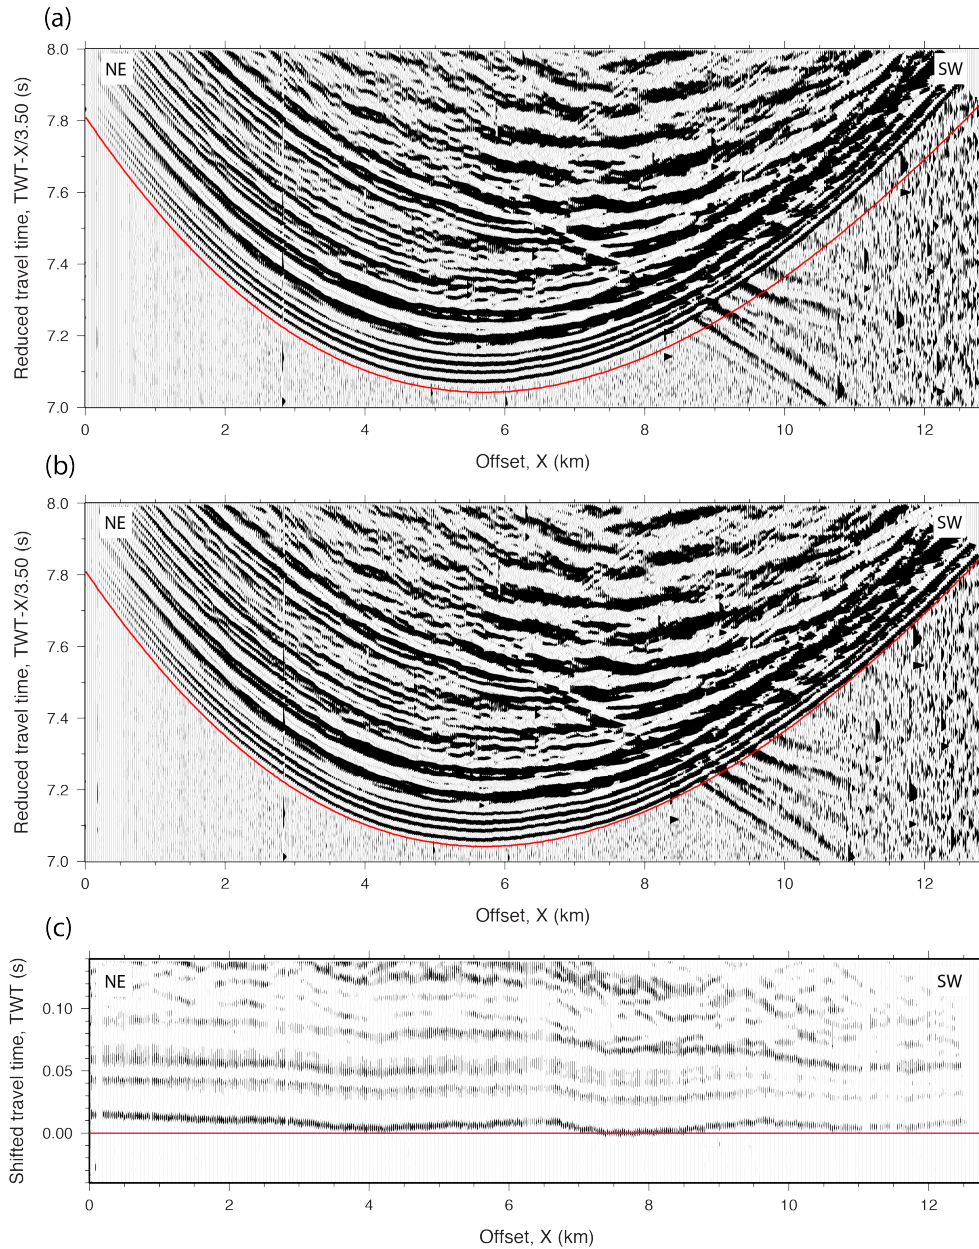 (a)
8.0
NE
SW
7.8
7.6
7.4
7.2
7.0
Reduced travel time, TWT-X/3.50 (s)
0 2 4 6 8 10 12
Offset, X (km)
(b)
8.0
NE
SW
7.8
7.6
7.4
7.2
7.0
Reduced travel time, TWT-X/3.50 (s)
0 2 4 6 8 10 12
Offset, X (km)
(c)
NE
SW
0.10
0.05
0.00
Shifted travel time, TWT (s)
0 2 4 6 8 10 12
Offset, X (km)